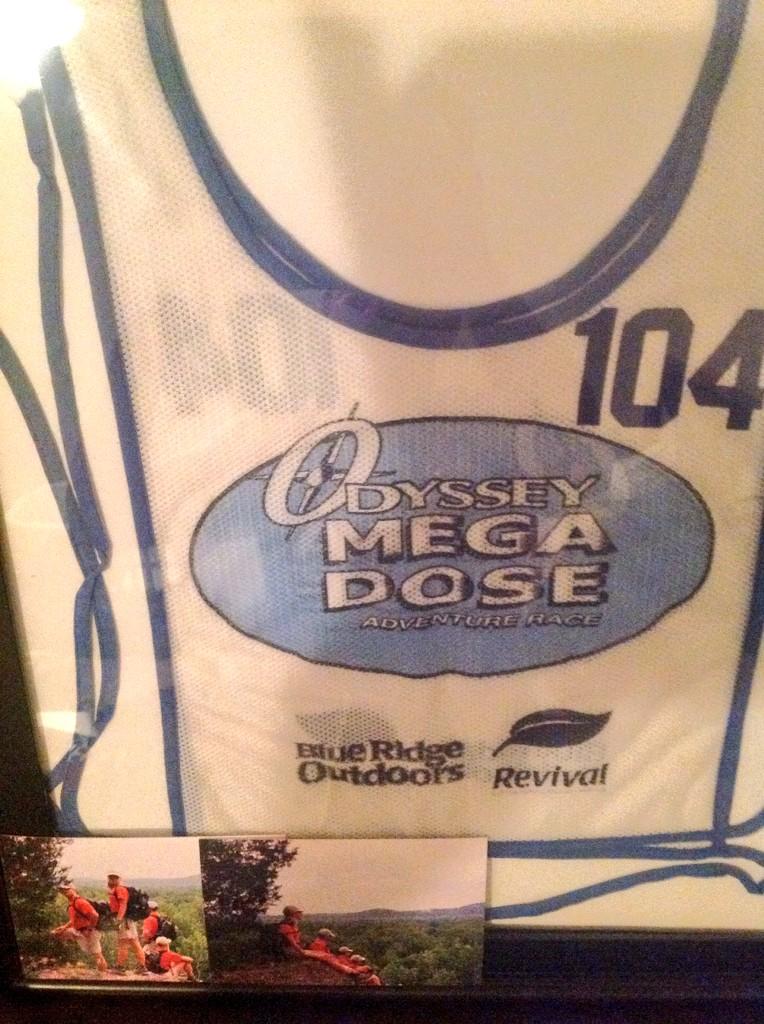 104
ODYSSEY
MEGA
DOSE
ADVENTURE RACE
Blue Ridge
Outdoors
Revival